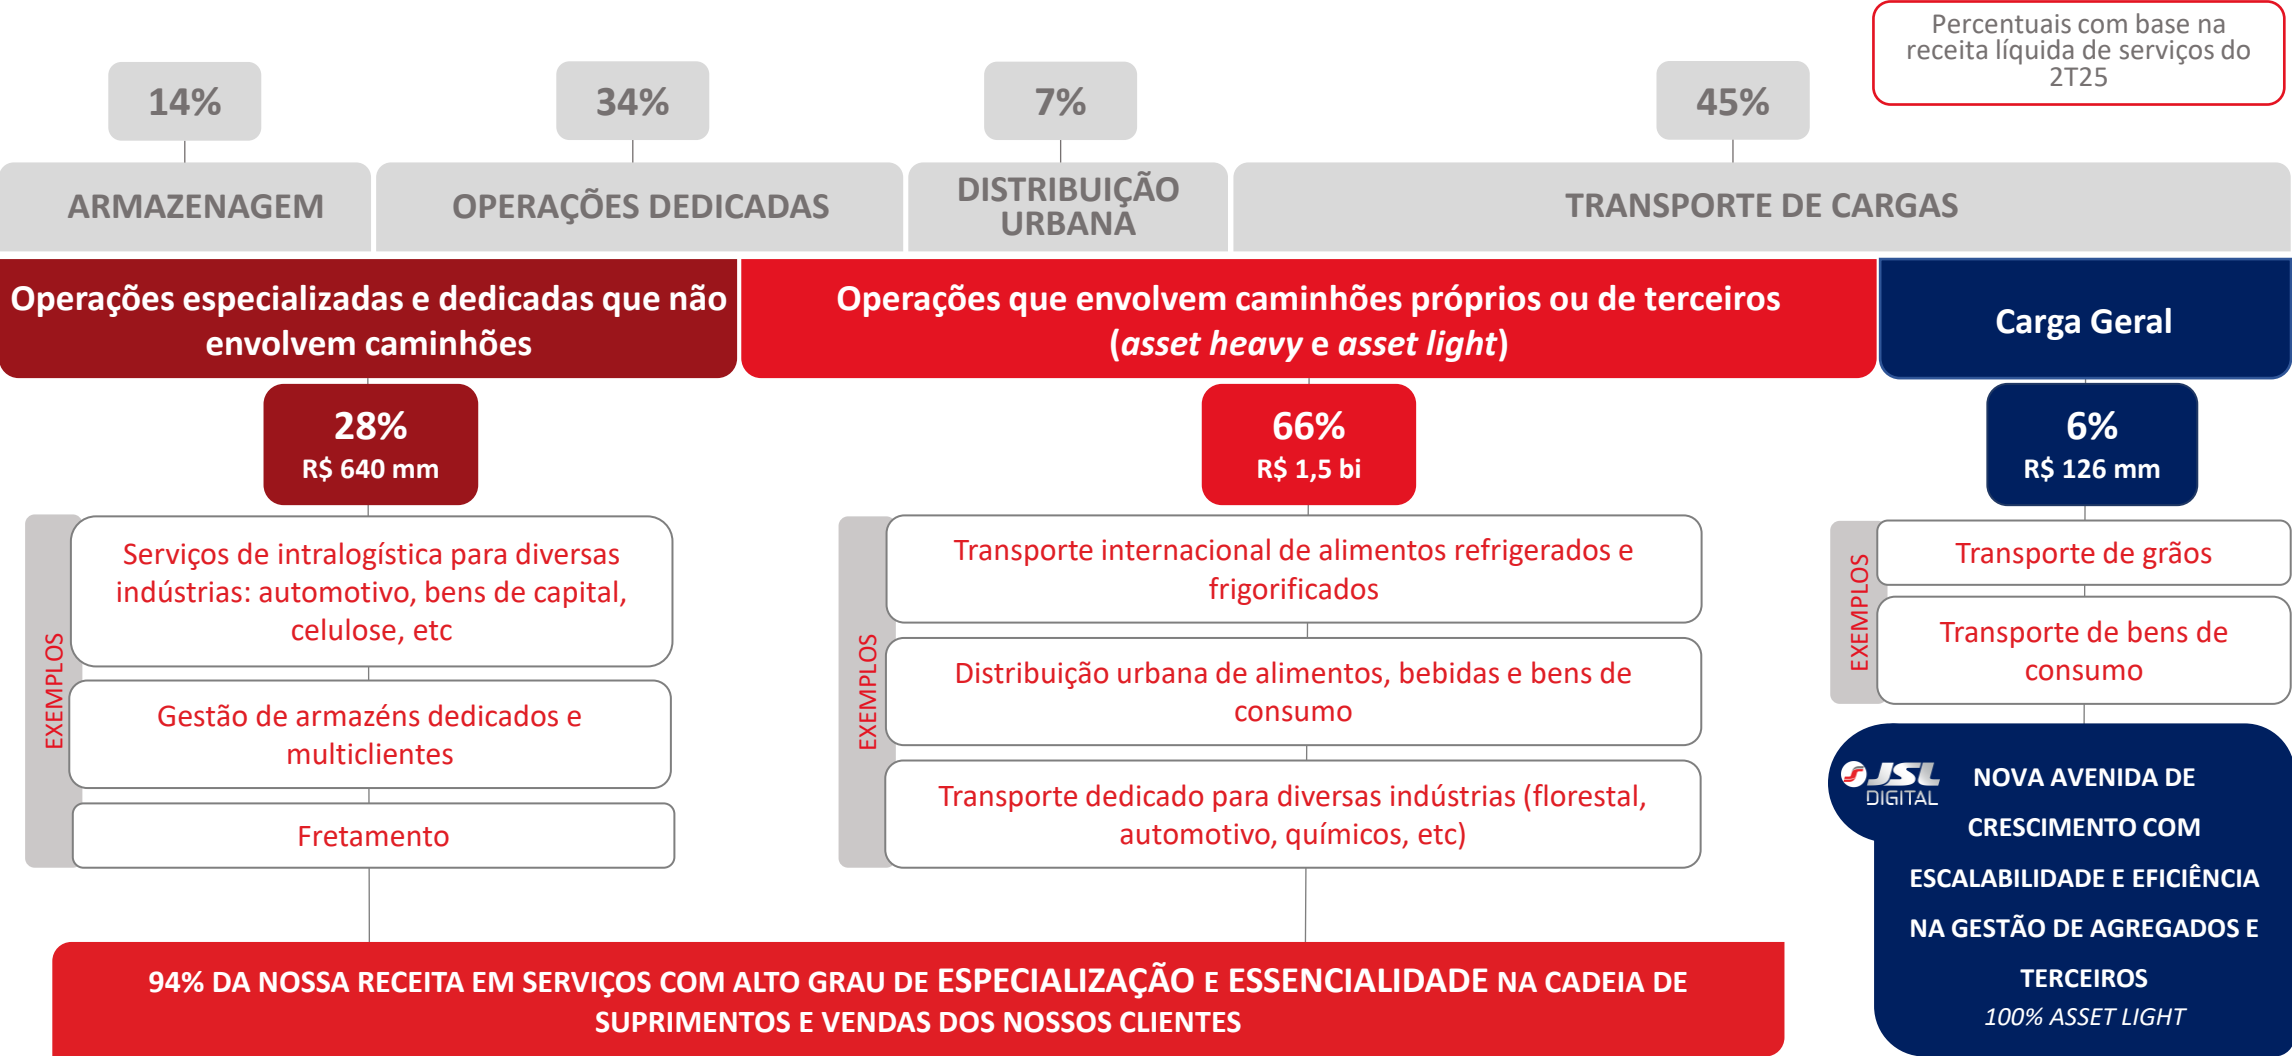 Percentuais com base na
receita líquida de serviços do
2T25
14%
34%
7%
45%
ARMAZENAGEM
OPERAÇÕES DEDICADAS
DISTRIBUIÇÃO
URBANA
TRANSPORTE DE CARGAS
Operações especializadas e dedicadas que não
envolvem caminhões
Operações que envolvem caminhões próprios ou de terceiros
(asset heavy e asset light)
Carga Geral
28%
R$ 640 mm
66%
R$ 1,5 bi
6%
R$ 126 mm
EXEMPLOS
Serviços de intralogística para diversas
indústrias: automotivo, bens de capital,
celulose, etc
Gestão de armazéns dedicados e
multiclientes
Fretamento
EXEMPLOS
Transporte internacional de alimentos refrigerados e
frigorificados
Distribuição urbana de alimentos, bebidas e bens de
consumo
Transporte dedicado para diversas indústrias (florestal,
automotivo, químicos, etc)
EXEMPLOS
Transporte de grãos
Transporte de bens de
consumo
JSL
DIGITAL
NOVA AVENIDA DE
CRESCIMENTO COM
ESCALABILIDADE E EFICIÊNCIA
NA GESTÃO DE AGREGADOS E
TERCEIROS
100% ASSET LIGHT
94% DA NOSSA RECEITA EM SERVIÇOS COM ALTO GRAU DE ESPECIALIZAÇÃO E ESSENCIALIDADE NA CADEIA DE
SUPRIMENTOS E VENDAS DOS NOSSOS CLIENTES